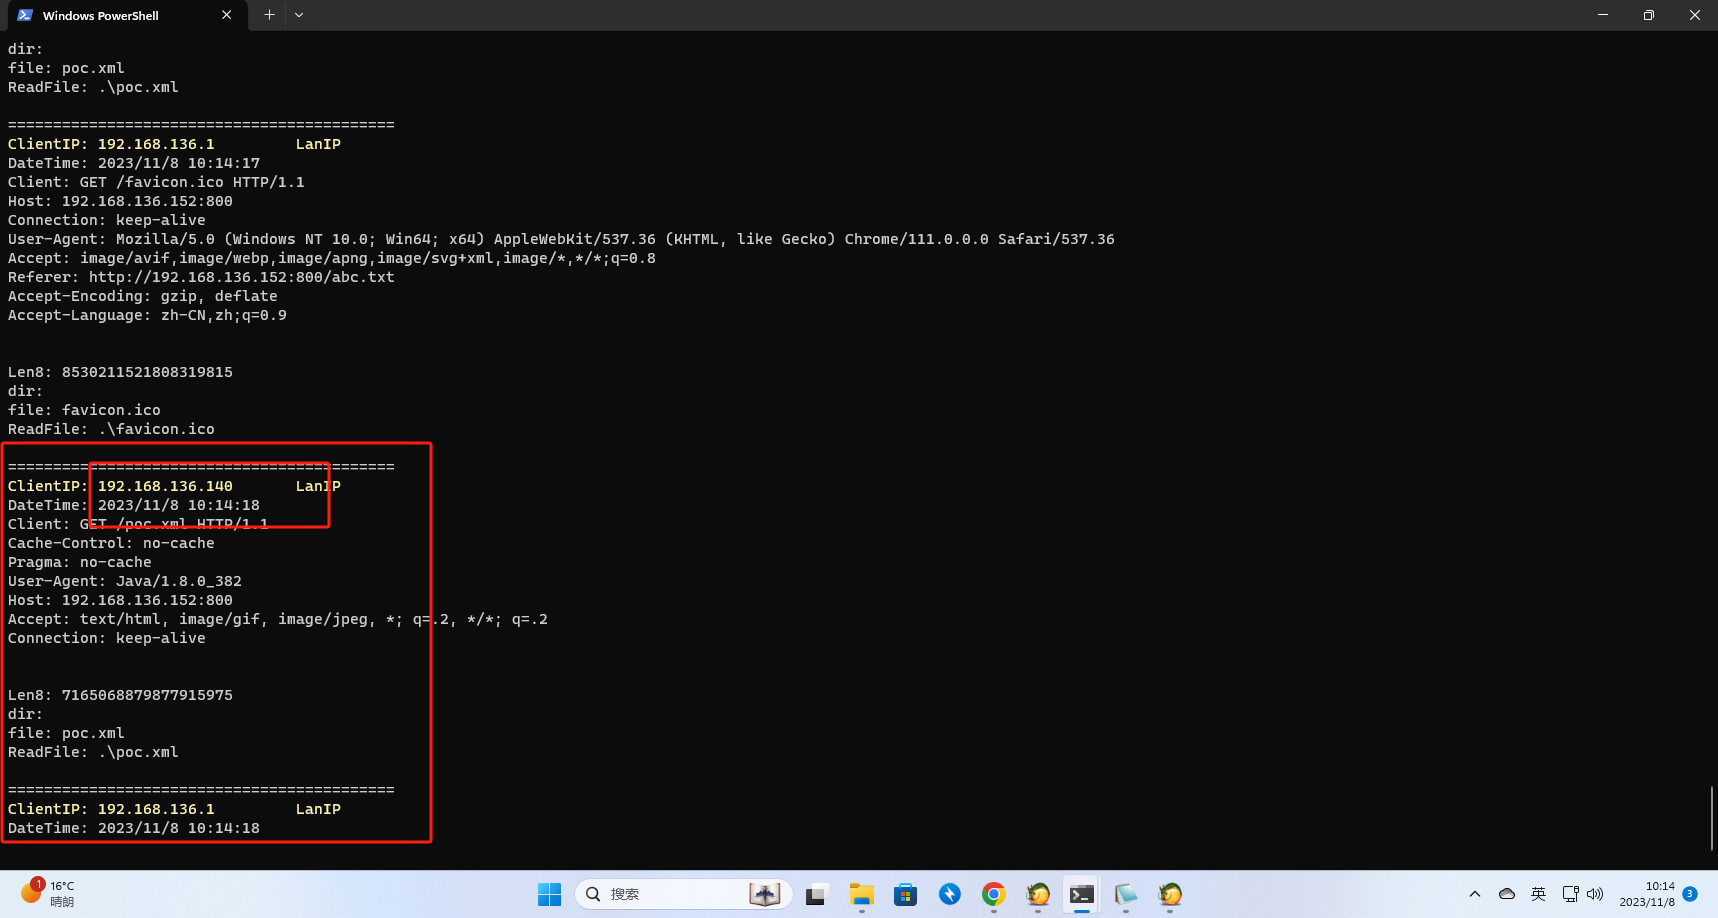 Windows PowerShell
dir:
file: poc.xml
ReadFile: .\poc.xml
===========================================
ClientIP: 192.168.136.1         LanIP
DateTime: 2023/11/8 10:14:17
Client: GET /favicon.ico HTTP/1.1
Host: 192.168.136.152:800
Connection: keep-alive
User-Agent: Mozilla/5.0 (Windows NT 10.0; Win64; x64) AppleWebKit/537.36 (KHTML, like Gecko) Chrome/111.0.0.0 Safari/537.36
Accept: image/avif,image/webp,image/apng,image/svg+xml,image/*,*/*;q=0.8
Referer: http://192.168.136.152:800/abc.txt
Accept-Encoding: gzip, deflate
Accept-Language: zh-CN,zh;q=0.9
Len8: 8530211521808319815
dir:
file: favicon.ico
ReadFile: .\favicon.ico
===========================================
ClientIP: 192.168.136.140       LanIP
DateTime: 2023/11/8 10:14:18
Client: GET /poc.xml HTTP/1.1
Cache-Control: no-cache
Pragma: no-cache
User-Agent: Java/1.8.0_382
Host: 192.168.136.152:800
Accept: text/html, image/gif, image/jpeg, *; q=.2, */*; q=.2
Connection: keep-alive
Len8: 7165068879877915975
dir:
file: poc.xml
ReadFile: .\poc.xml
===========================================
ClientIP: 192.168.136.1         LanIP
DateTime: 2023/11/8 10:14:18
1
16°C
晴朗
搜索
英
10:14
2023/11/8
3